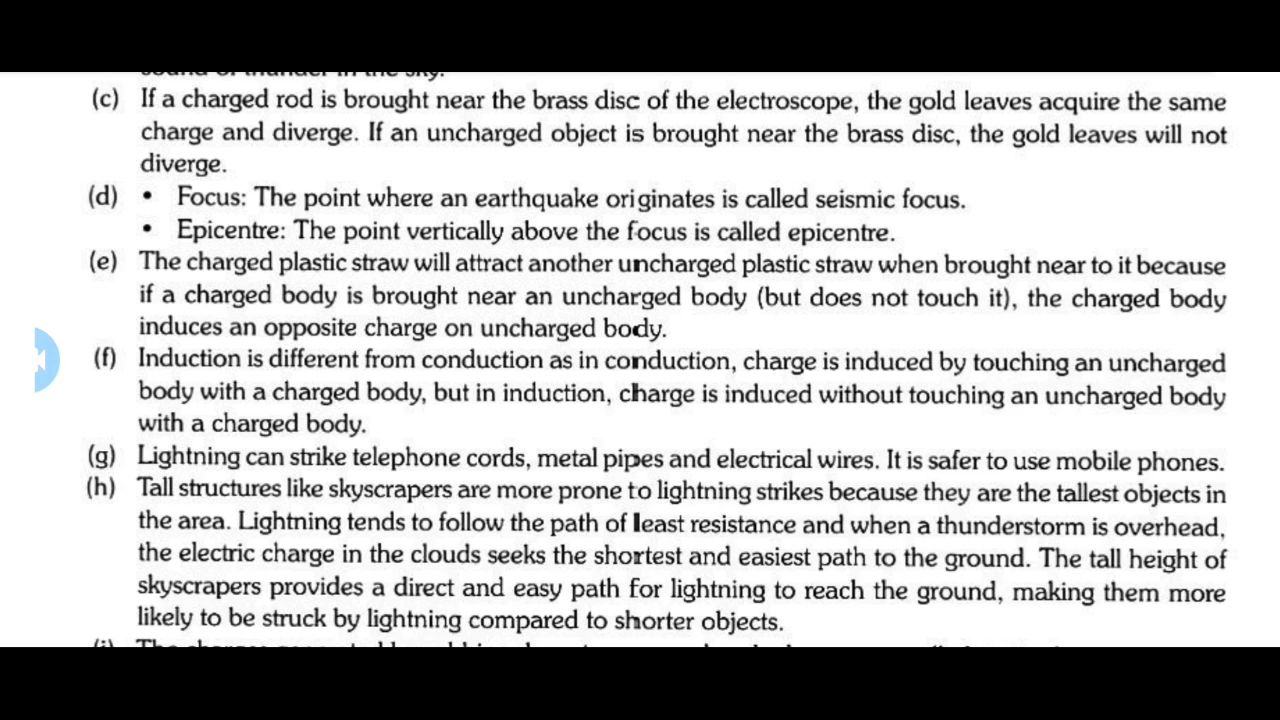 sound of thunder in the sky.
(c) If a charged rod is brought near the brass disc of the electroscope, the gold leaves acquire the same
charge and diverge. If an uncharged object is brought near the brass disc, the gold leaves will not
diverge.
(d) • Focus: The point where an earthquake originates is called seismic focus.
• Epicentre: The point vertically above the focus is called epicentre.
(e) The charged plastic straw will attract another uncharged plastic straw when brought near to it because
if a charged body is brought near an uncharged body (but does not touch it), the charged body
induces an opposite charge on uncharged body.
(f) Induction is different from conduction as in conduction, charge is induced by touching an uncharged
body with a charged body, but in induction, charge is induced without touching an uncharged body
with a charged body.
(g) Lightning can strike telephone cords, metal pipes and electrical wires. It is safer to use mobile phones.
(h) Tall structures like skyscrapers are more prone to lightning strikes because they are the tallest objects in
the area. Lightning tends to follow the path of least resistance and when a thunderstorm is overhead,
the electric charge in the clouds seeks the shortest and easiest path to the ground. The tall height of
skyscrapers provides a direct and easy path for lightning to reach the ground, making them more
likely to be struck by lightning compared to shorter objects.
(i) The charges